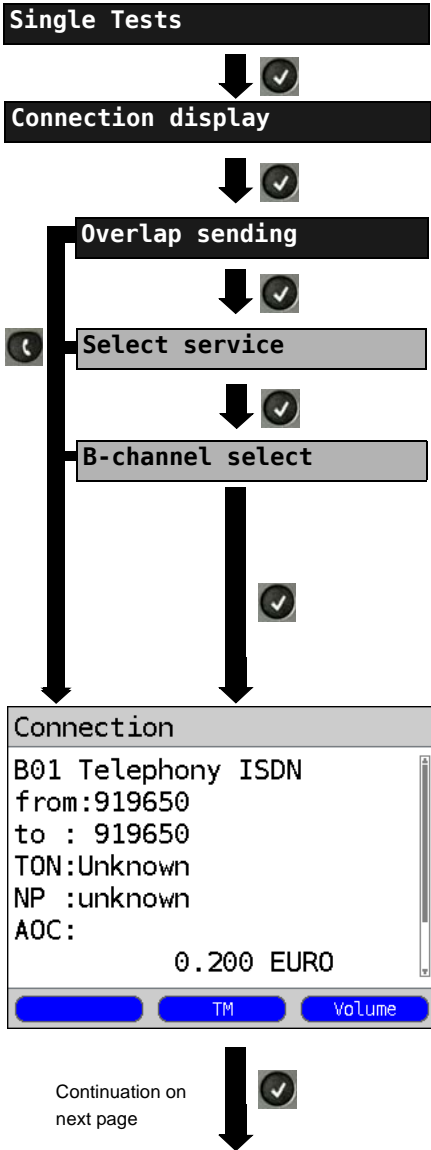 Single Tests
Connection display
Overlap sending
Select service
B-channel select
Connection
B01 Telephony ISDN
from:919650
to : 919650
TON:Unknown
NP :unknown
AOC:
0.200 EURO
TM Volume
Continuation on
next page